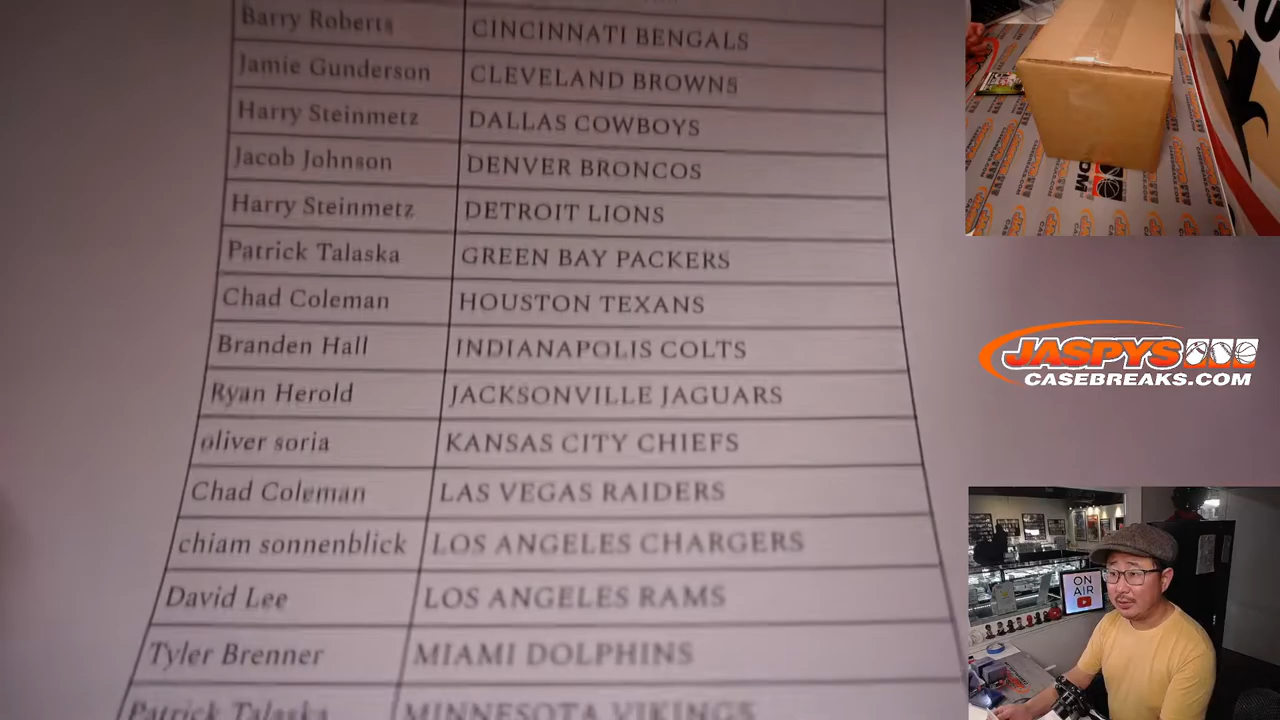 Barry Roberts CINCINNATI BENGALS
Jamie Gunderson CLEVELAND BROWNS
Harry Steinmetz DALLAS COWBOYS
Jacob Johnson DENVER BRONCOS
Harry Steinmetz DETROIT LIONS
Patrick Talaska GREEN BAY PACKERS
Chad Coleman HOUSTON TEXANS
Branden Hall INDIANAPOLIS COLTS
Ryan Herold JACKSONVILLE JAGUARS
oliver soria KANSAS CITY CHIEFS
Chad Coleman LAS VEGAS RAIDERS
chiam sonnenblick LOS ANGELES CHARGERS
David Lee LOS ANGELES RAMS
Tyler Brenner MIAMI DOLPHINS
Patrick Talaska MINNESOTA VIKINGS
JASPYS
CASEBREAKS.COM
ON
AIR